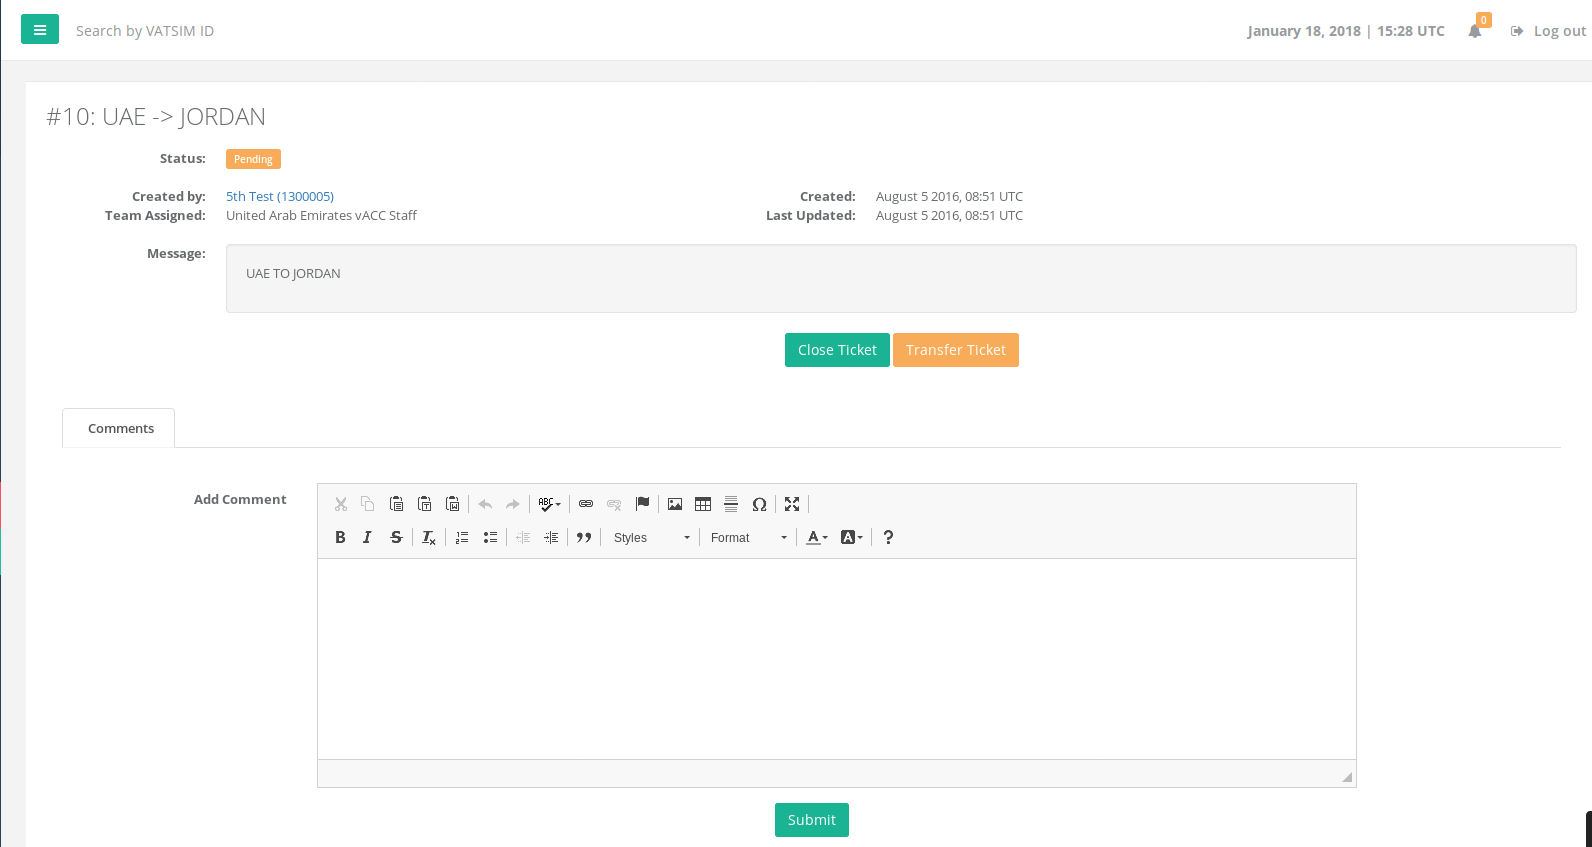 Search by VATSIM ID
January 18, 2018 | 15:28 UTC
0
Log out
#10: UAE -> JORDAN
Status: Pending
Created by: 5th Test (1300005)
Created: August 5 2016, 08:51 UTC
Team Assigned: United Arab Emirates vACC Staff
Last Updated: August 5 2016, 08:51 UTC
Message:
UAE TO JORDAN
Close Ticket
Transfer Ticket
Comments
Add Comment
ABC
Styles
Format
Submit